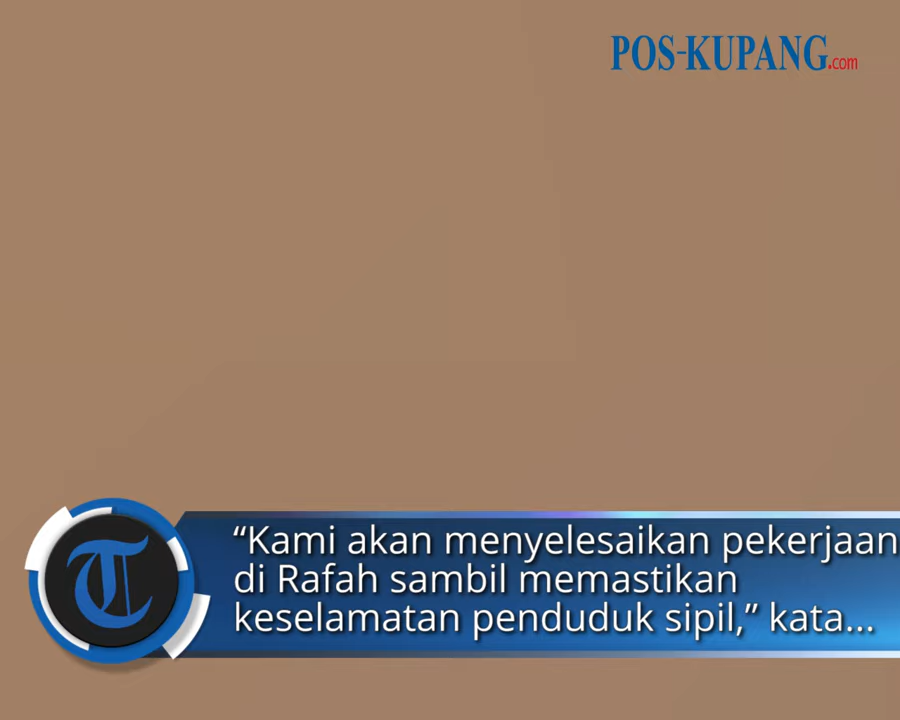 POS-KUPANG.com
“Kami akan menyelesaikan pekerjaan
di Rafah sambil memastikan
keselamatan penduduk sipil,” kata...
T